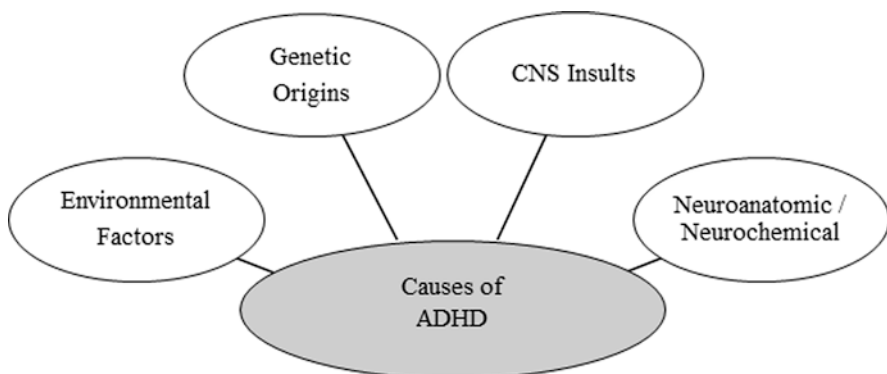 Genetic
Origins
CNS Insults
Environmental
Factors
Neuroanatomic /
Neurochemical
Causes of
ADHD